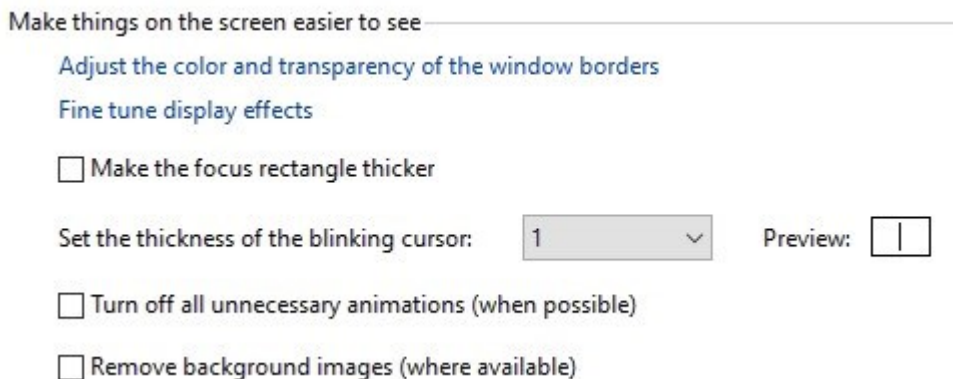 Make things on the screen easier to see
Adjust the color and transparency of the window borders
Fine tune display effects
Make the focus rectangle thicker
Set the thickness of the blinking cursor: 1 Preview:
Turn off all unnecessary animations (when possible)
Remove background images (where available)